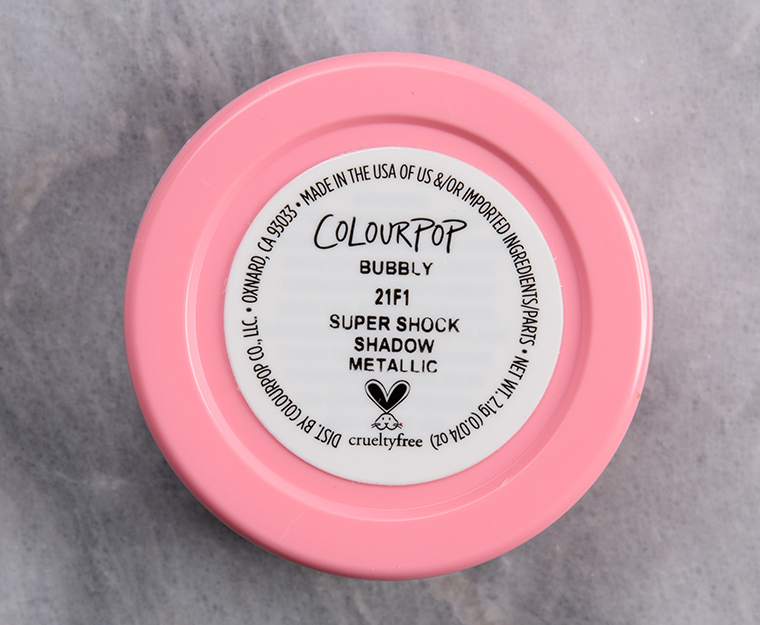 COLOURPOP
BUBBLY
21F1
SUPER SHOCK
SHADOW
METALLIC
crueltyfree
DIST. BY COLOURPOP CO., LLC. • OXNARD, CA 93033 • MADE IN THE USA OF US &/OR IMPORTED INGREDIENTS/PARTS • NET WT. 2.1g (0.074 oz)